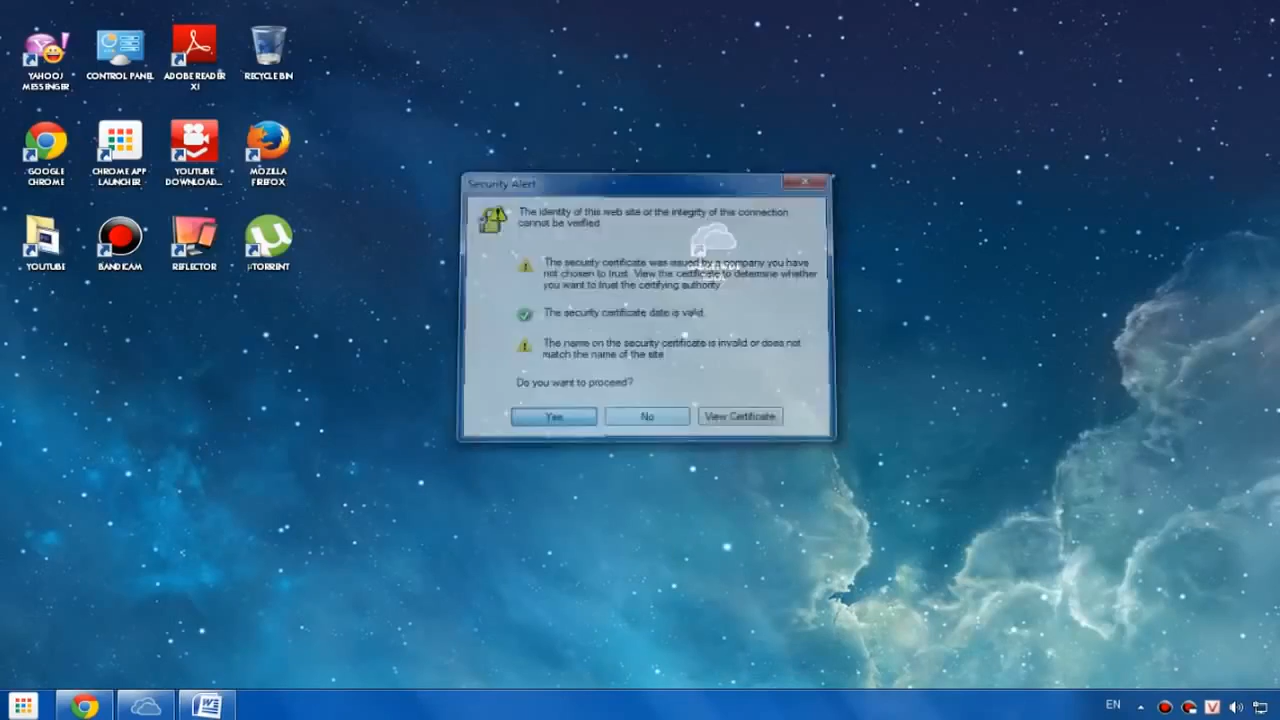 YAHOO!
MESSENGER
CONTROL PANEL
ADOBE READER
XI
RECYCLE BIN
GOOGLE
CHROME
CHROME APP
LAUNCHER
YOUTUBE
DOWNLOAD...
MOZILLA
FIREFOX
YOUTUBE
BANDICAM
REFLECTOR
µTORRENT
Security Alert
The identity of this web site or the integrity of this connection
cannot be verified
The security certificate was issued by a company you have
not chosen to trust. View the certificate to determine whether
you want to trust the certifying authority.
The security certificate date is valid.
The name on the security certificate is invalid or does not
match the name of the site
Do you want to proceed?
Yes
No
View Certificate
EN